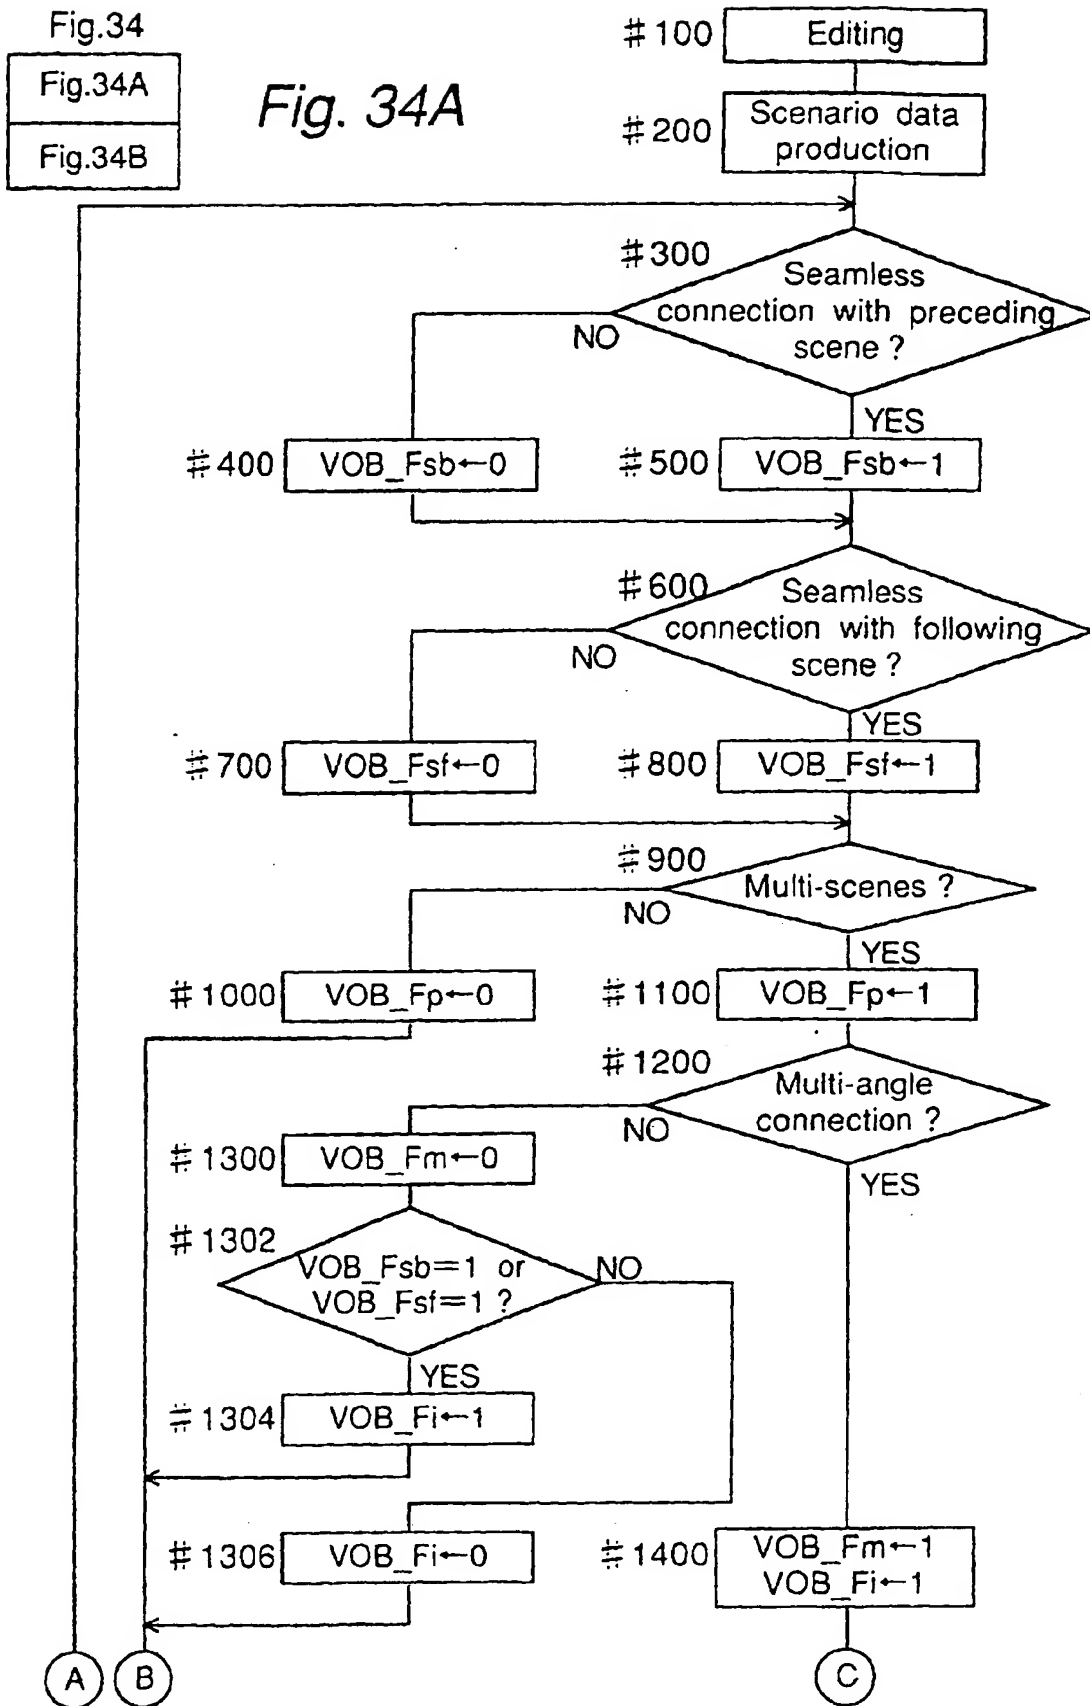 Fig.34
Fig.34A
Fig.34B
Fig. 34A
#100 Editing
#200 Scenario data
production
#300 Seamless
connection with preceding
scene ?
NO
YES
#400 VOB_Fsb←0
#500 VOB_Fsb←1
#600 Seamless
connection with following
scene ?
NO
YES
#700 VOB_Fsf←0
#800 VOB_Fsf←1
#900
Multi-scenes ?
NO
YES
#1000 VOB_Fp←0
#1100 VOB_Fp←1
#1200
Multi-angle
connection ?
NO
YES
#1300 VOB_Fm←0
#1302
VOB_Fsb=1 or
VOB_Fsf=1 ?
NO
YES
#1304 VOB_Fi←1
#1306 VOB_Fi←0
#1400 VOB_Fm←1
VOB_Fi←1
A
B
C